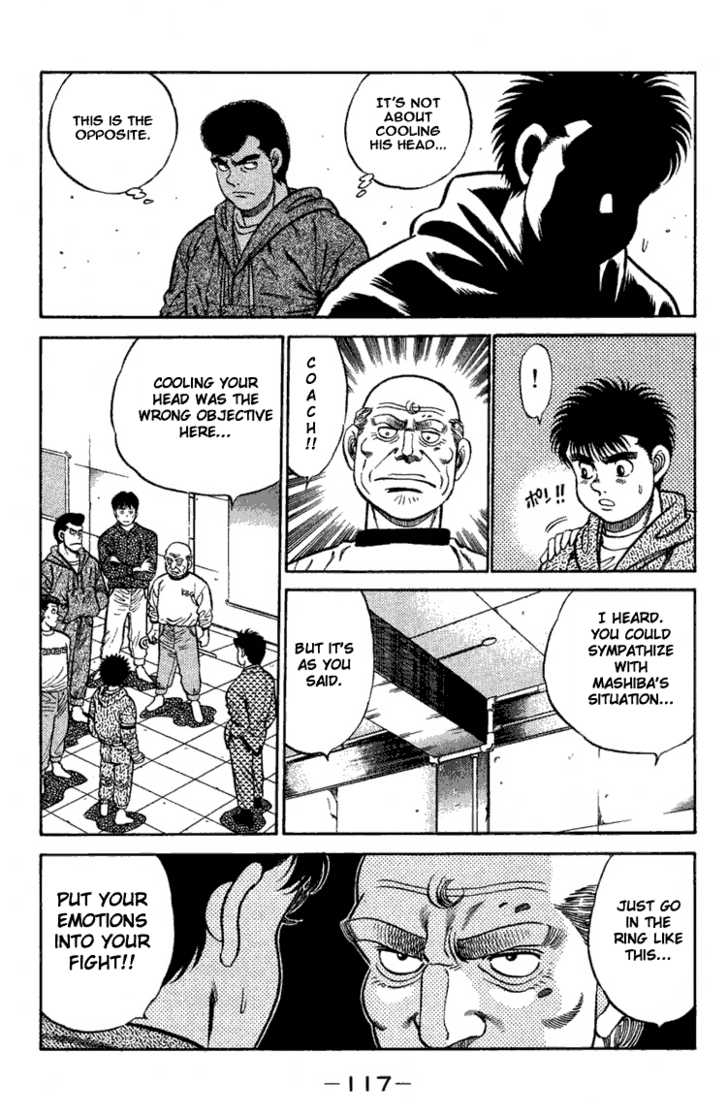 IT'S NOT
ABOUT
COOLING
HIS HEAD...
THIS IS THE
OPPOSITE.
!
ポン!!
C
O
A
C
H
!!
COOLING YOUR
HEAD WAS THE
WRONG OBJECTIVE
HERE...
I HEARD.
YOU COULD
SYMPATHIZE
WITH
MASHIBA'S
SITUATION...
BUT IT'S
AS YOU
SAID.
JUST GO
IN THE
RING LIKE
THIS...
PUT YOUR
EMOTIONS
INTO YOUR
FIGHT!!
—117—